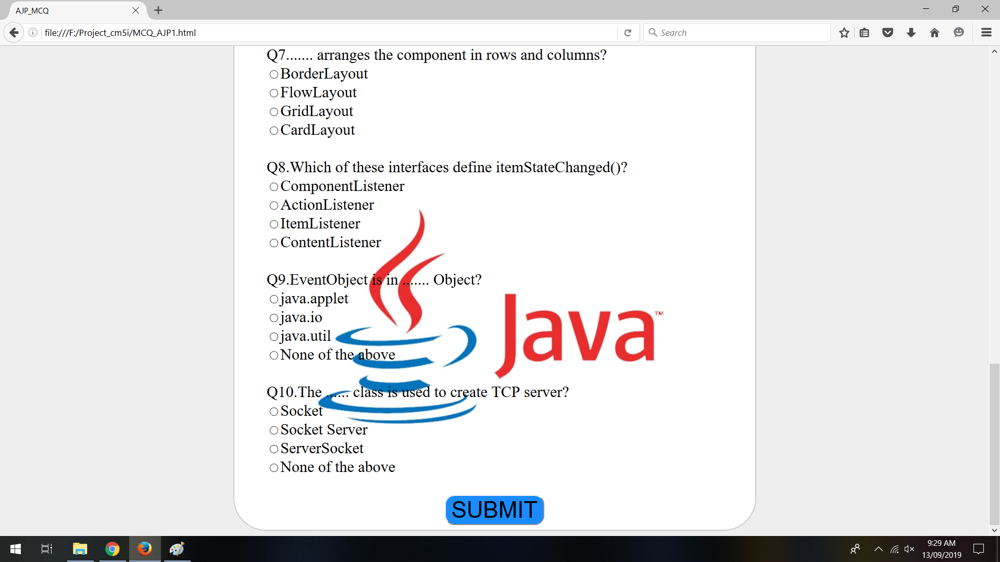 AJP_MCQ
file:///F:/Project_cm5i/MCQ_AJP1.html
Search
Q7....... arranges the component in rows and columns?
BorderLayout
FlowLayout
GridLayout
CardLayout
Q8.Which of these interfaces define itemStateChanged()?
ComponentListener
ActionListener
ItemListener
ContentListener
Q9.EventObject is in ....... Object?
java.applet
java.io
java.util
None of the above
Java™
Q10.The ...... class is used to create TCP server?
Socket
Socket Server
ServerSocket
None of the above
SUBMIT
9:29 AM
13/09/2019